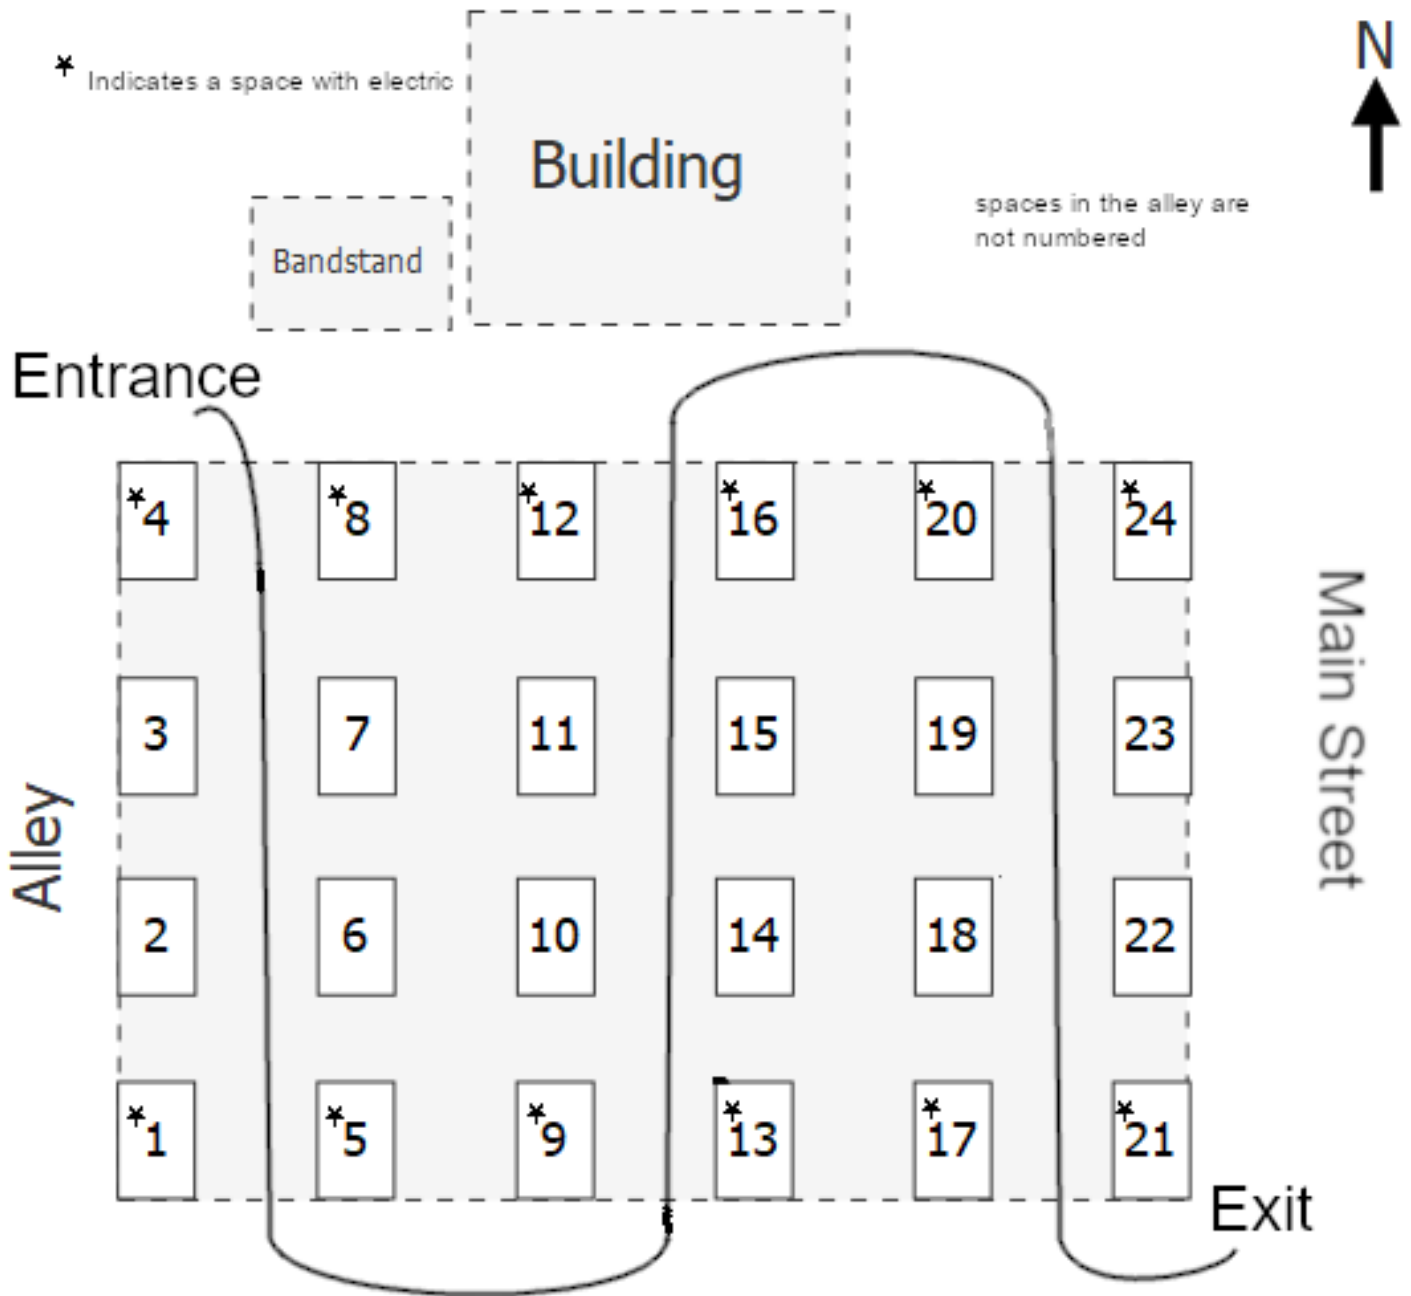 N
Indicates a space with electric
Building
spaces in the alley are
not numbered
Bandstand
Entrance
4 8 12 16 20 24
3 7 11 15 19 23
Main Street
Alley
2 6 10 14 18 22
1 5 9 13 17 21
Exit